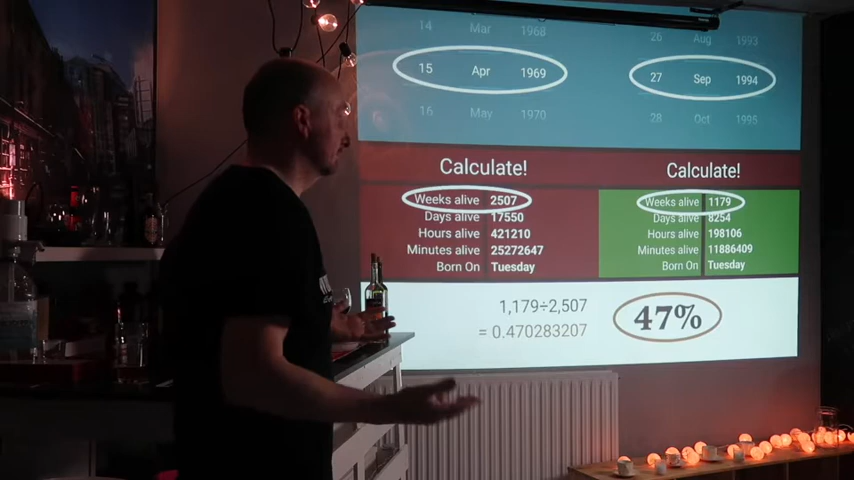 14 Mar 1968
26 Aug 1993
15 Apr 1969
27 Sep 1994
16 May 1970
28 Oct 1995
Calculate!
Calculate!
Weeks alive 2507
Days alive 17550
Hours alive 421210
Minutes alive 25272647
Born On Tuesday
Weeks alive 1179
Days alive 8254
Hours alive 198106
Minutes alive 11886409
Born On Tuesday
1,179÷2,507
= 0.470283207
47%